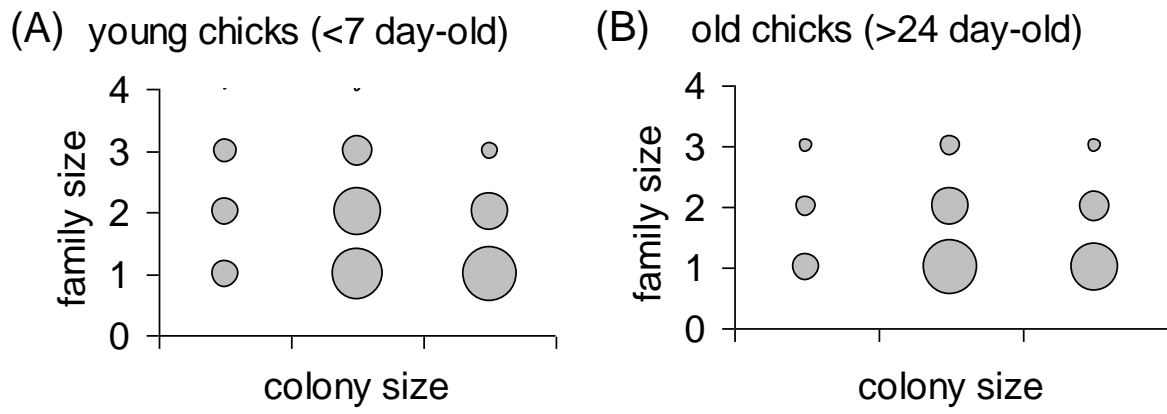 (A) young chicks (<7 day-old)
4
3
2
1
0
family size
colony size
(B) old chicks (>24 day-old)
4
3
2
1
0
family size
colony size